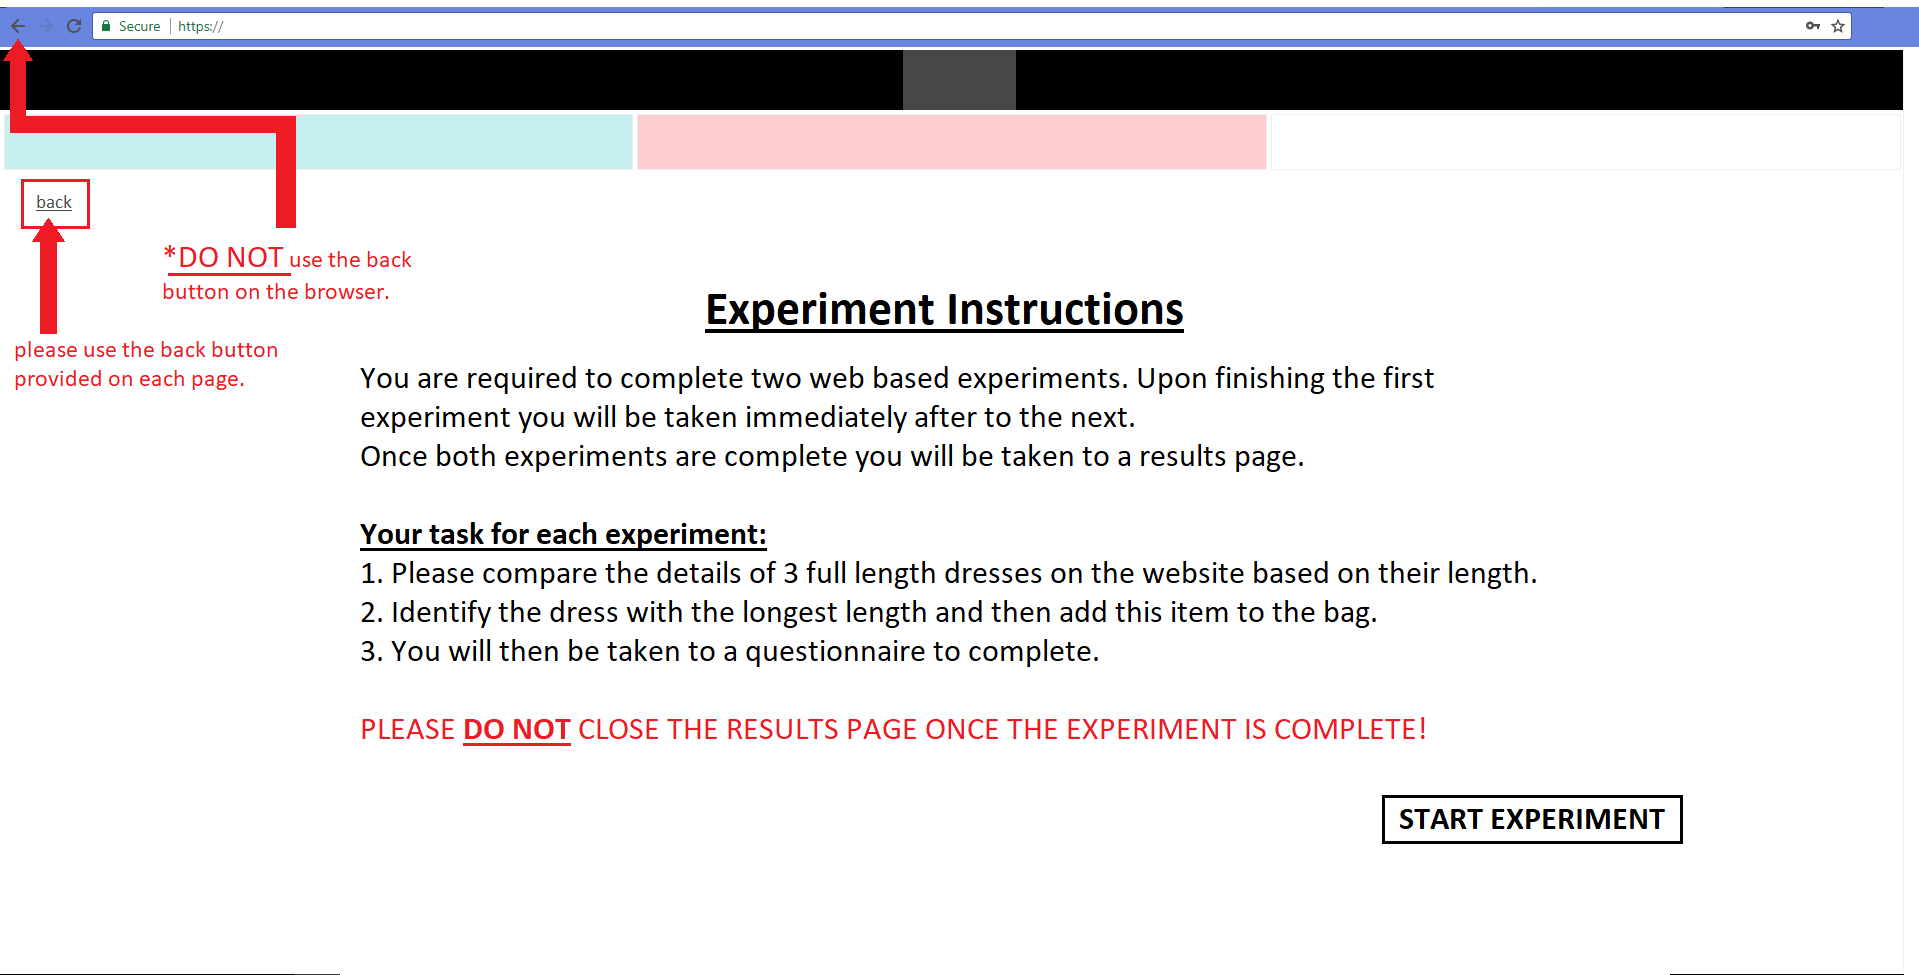 Secure
https://
back
*DO NOT use the back
button on the browser.
please use the back button
provided on each page.
Experiment Instructions
You are required to complete two web based experiments. Upon finishing the first
experiment you will be taken immediately after to the next.
Once both experiments are complete you will be taken to a results page.
Your task for each experiment:
1. Please compare the details of 3 full length dresses on the website based on their length.
2. Identify the dress with the longest length and then add this item to the bag.
3. You will then be taken to a questionnaire to complete.
PLEASE DO NOT CLOSE THE RESULTS PAGE ONCE THE EXPERIMENT IS COMPLETE!
START EXPERIMENT